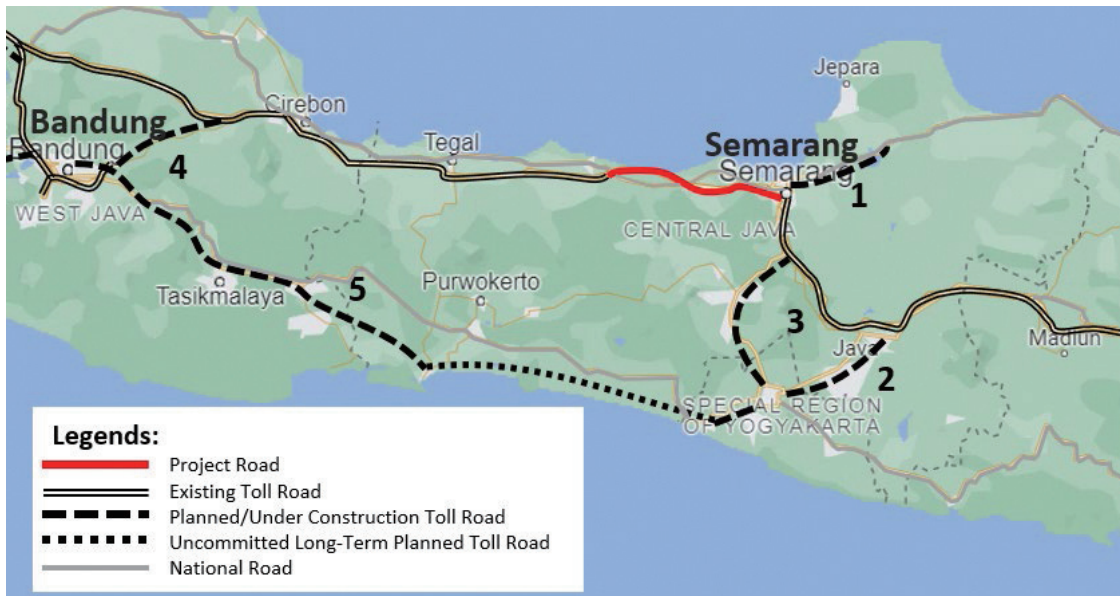 Jepara
Cirebon
Bandung
Bandung
Tegal
Semarang
Semarang
4
1
WEST JAVA
CENTRAL JAVA
Tasikmalaya
5
Purwokerto
3
Java
Madiun
2
SPECIAL REGION
OF YOGYAKARTA
Legends:
Project Road
Existing Toll Road
Planned/Under Construction Toll Road
Uncommitted Long-Term Planned Toll Road
National Road